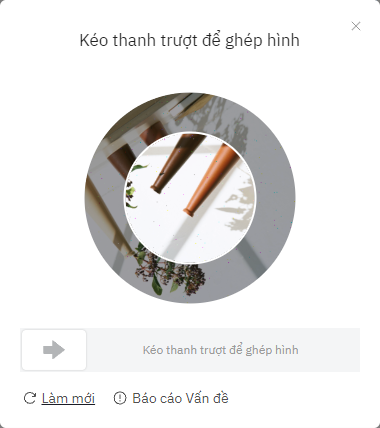 Kéo thanh trượt để ghép hình
Kéo thanh trượt để ghép hình
Làm mới
Báo cáo Vấn đề